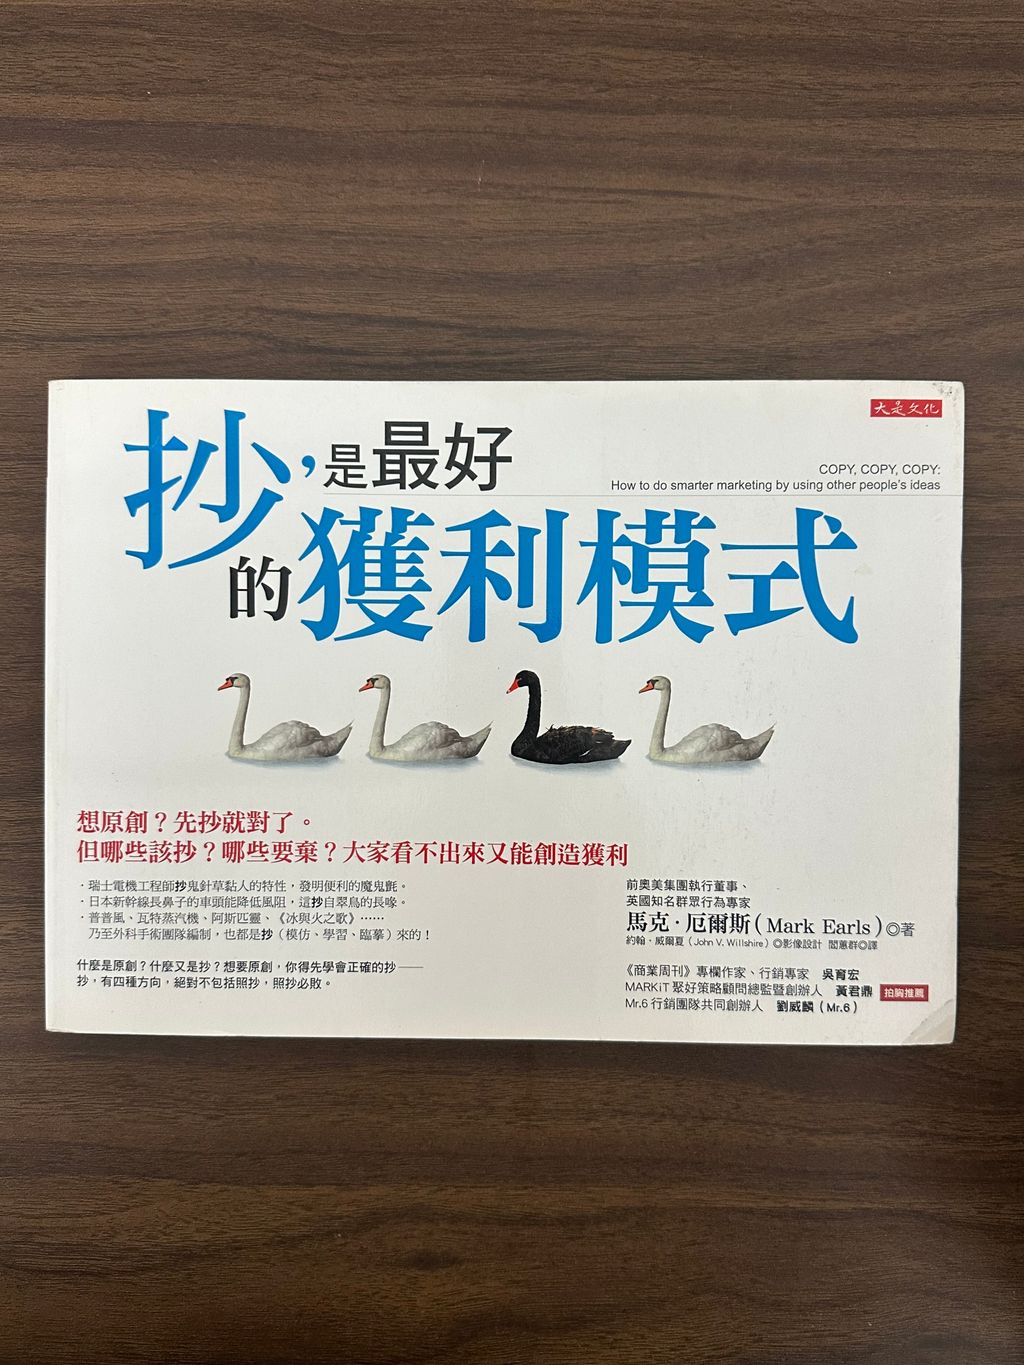 大是文化
抄，是最好
COPY, COPY, COPY:
How to do smarter marketing by using other people's ideas
的獲利模式
想原創？先抄就對了。
但哪些該抄？哪些要棄？大家看不出來又能創造獲利
·瑞士電機工程師抄鬼針草黏人的特性，發明便利的魔鬼氈。
·日本新幹線長鼻子的車頭能降低風阻，這抄自翠鳥的長喙。
·普普風、瓦特蒸汽機、阿斯匹靈、《冰與火之歌》……
乃至外科手術團隊編制，也都是抄（模仿、學習、臨摹）來的！
什麼是原創？什麼又是抄？想要原創，你得先學會正確的抄——
抄，有四種方向，絕對不包括照抄，照抄必敗。
前奧美集團執行董事、
英國知名群眾行為專家
馬克·厄爾斯（Mark Earls）◎著
約翰·威爾夏（John V. Willshire）◎影像設計 閻蕙群◎譯
《商業周刊》專欄作家、行銷專家 吳育宏
MARKiT 聚好策略顧問總監暨創辦人 黃君鼎 拍胸推薦
Mr.6 行銷團隊共同創辦人 劉威麟（Mr.6）